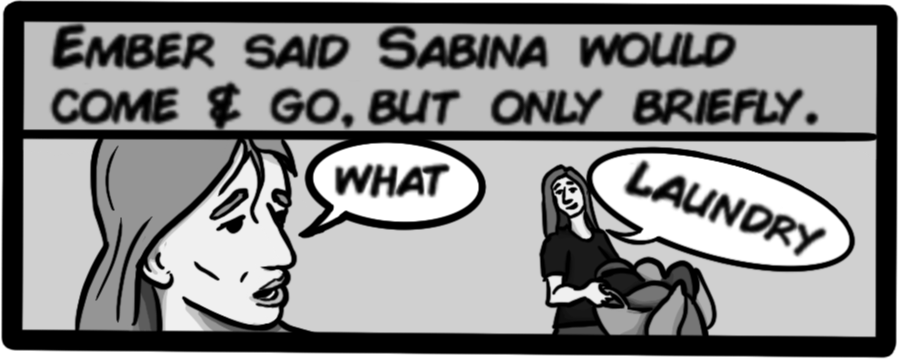 EMBER SAID SABINA WOULD
COME & GO, BUT ONLY BRIEFLY.
WHAT
LAUNDRY